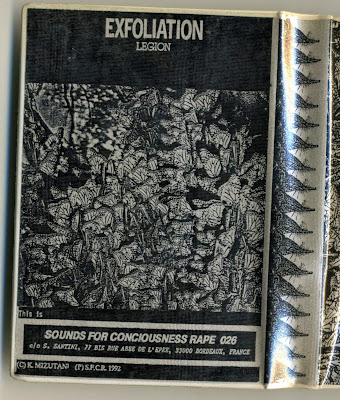 EXFOLIATION
LEGION
This is
SOUNDS FOR CONCIOUSNESS RAPE 026
c/o S. SANTINI, 77 BIS RUE ABBE DE L'EPEE, 33000 BORDEAUX, FRANCE
(C) K. MIZUTANI (P) S.F.C.R. 1992